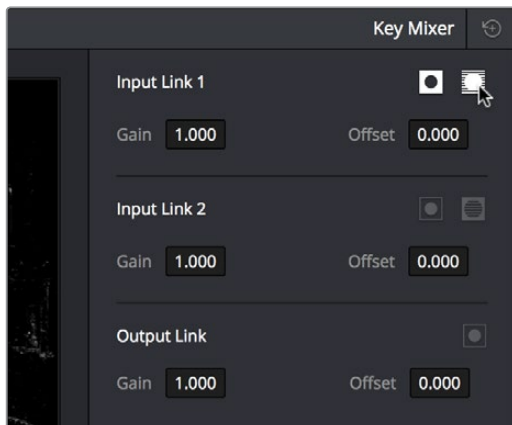 Key Mixer
Input Link 1
Gain 1.000 Offset 0.000
Input Link 2
Gain 1.000 Offset 0.000
Output Link
Gain 1.000 Offset 0.000